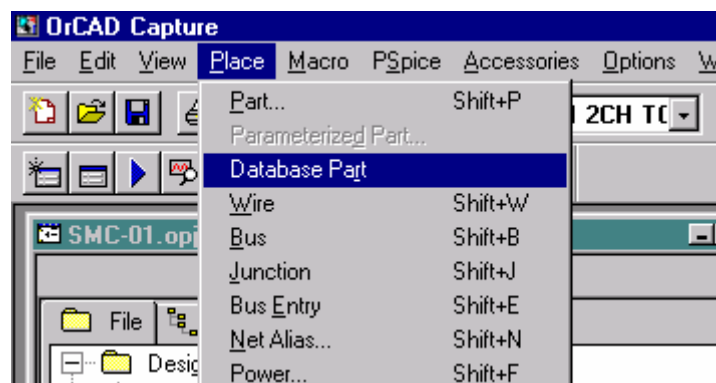 OrCAD Capture
File Edit View Place Macro PSpice Accessories Options W
Part... Shift+P
2CH TC
Parameterized Part...
Database Part
Wire Shift+W
SMC-01.opj
Bus Shift+B
Junction Shift+J
File
Bus Entry Shift+E
Net Alias... Shift+N
Desig
Power... Shift+F